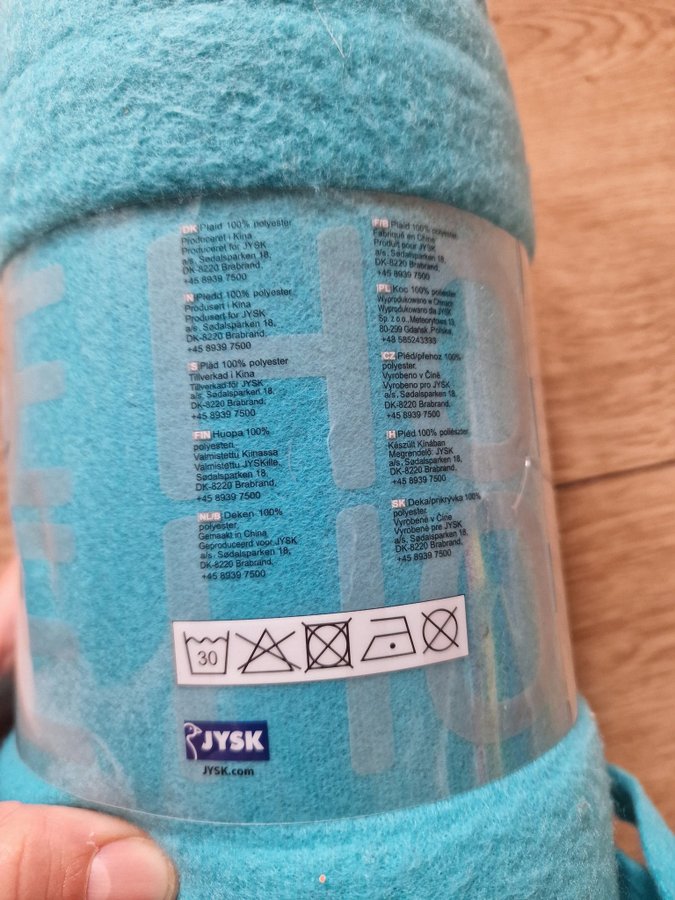 DK Plaid 100% polyester
Produceret i Kina
Produceret for JYSK
a/s. Sødalsparken 18,
DK-8220 Brabrand,
+45 8939 7500
N Pledd 100% polyester
Produsert i Kina
Produsert for JYSK
a/s. Sødalsparken 18,
DK-8220 Brabrand,
+45 8939 7500
S Pläd 100% polyester
Tillverkad i Kina
Tillverkad för JYSK
a/s. Sødalsparken 18,
DK-8220 Brabrand,
+45 8939 7500
FIN Huopa 100%
polyesteri
Valmistettu Kiinassa
Valmistettu JYSKille,
Sødalsparken 18,
DK-8220 Brabrand,
+45 8939 7500
NL/B Deken 100%
polyester
Gemaakt in China
Geproduceerd voor JYSK
a/s. Sødalsparken 18,
DK-8220 Brabrand,
+45 8939 7500
F/B Plaid 100% polyester
Fabriqué en Chine
Produit pour JYSK
a/s. Sødalsparken 18,
DK-8220 Brabrand,
+45 8939 7500
PL Koc 100% polyester
Wyprodukowano w Chinach
Wyprodukowano dla JYSK
Sp. z o.o., Meteorytowa 13,
80-299 Gdańsk, Polska,
+48 585243333
CZ Pléd/přehoz 100%
polyester
Vyrobeno v Číně
Vyrobeno pro JYSK
a/s. Sødalsparken 18,
DK-8220 Brabrand,
+45 8939 7500
H Pléd 100% poliészter
Készült Kínában
Megrendelő: JYSK
a/s. Sødalsparken 18,
DK-8220 Brabrand,
+45 8939 7500
SK Deka/prikrývka 100%
polyester
Vyrobené v Číne
Vyrobené pre JYSK
a/s. Sødalsparken 18,
DK-8220 Brabrand,
+45 8939 7500
30
JYSK
JYSK.com